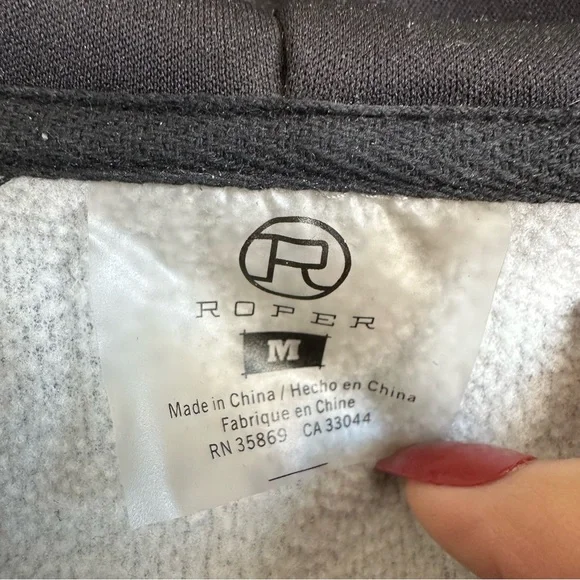 R
ROPER
M
Made in China / Hecho en China
Fabrique en Chine
RN 35869 CA 33044